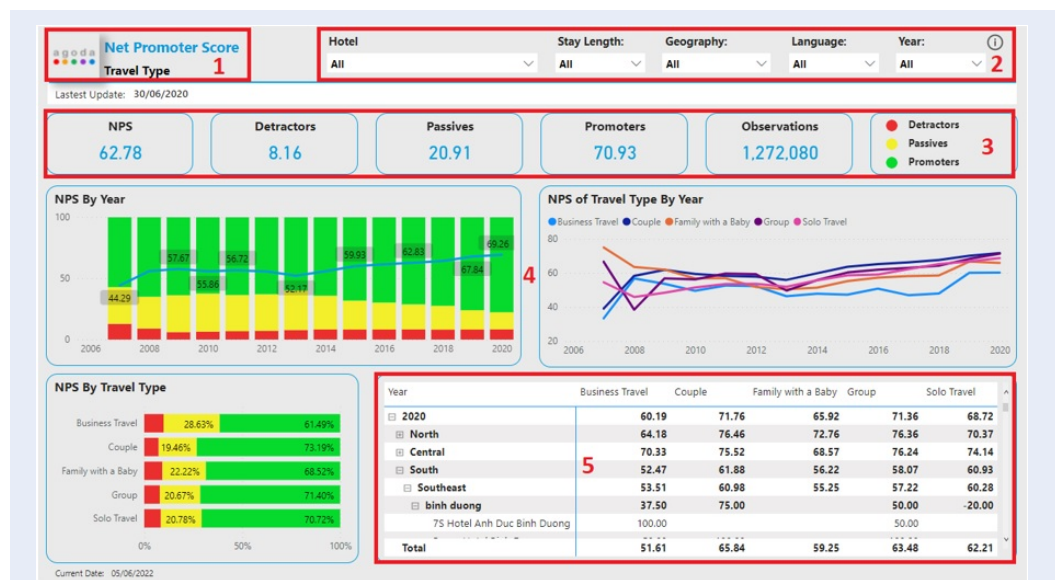 agoda
Net Promoter Score
Travel Type
1
Hotel Stay Length: Geography: Language: Year:
All All All All All
2
Lastest Update: 30/06/2020
NPS Detractors Passives Promoters Observations
62.78 8.16 20.91 70.93 1,272,080
Detractors
Passives
Promoters
3
NPS By Year
100
50
0
44.29 57.67 55.86 56.72 52.17 59.93 62.83 67.84 69.26
2006 2008 2010 2012 2014 2016 2018 2020
4
NPS of Travel Type By Year
Business Travel Couple Family with a Baby Group Solo Travel
80
60
40
20
2006 2008 2010 2012 2014 2016 2018 2020
NPS By Travel Type
Business Travel 28.63% 61.49%
Couple 19.46% 73.19%
Family with a Baby 22.22% 68.52%
Group 20.67% 71.40%
Solo Travel 20.78% 70.72%
0% 50% 100%
Year Business Travel Couple Family with a Baby Group Solo Travel
2020 60.19 71.76 65.92 71.36 68.72
North 64.18 76.46 72.76 76.36 70.37
Central 70.33 75.52 68.57 76.24 74.14
South 52.47 61.88 56.22 58.07 60.93
5
Southeast 53.51 60.98 55.25 57.22 60.28
binh duong 37.50 75.00 50.00 -20.00
7S Hotel Anh Duc Binh Duong 100.00 50.00
Total 51.61 65.84 59.25 63.48 62.21
Current Date: 05/06/2022